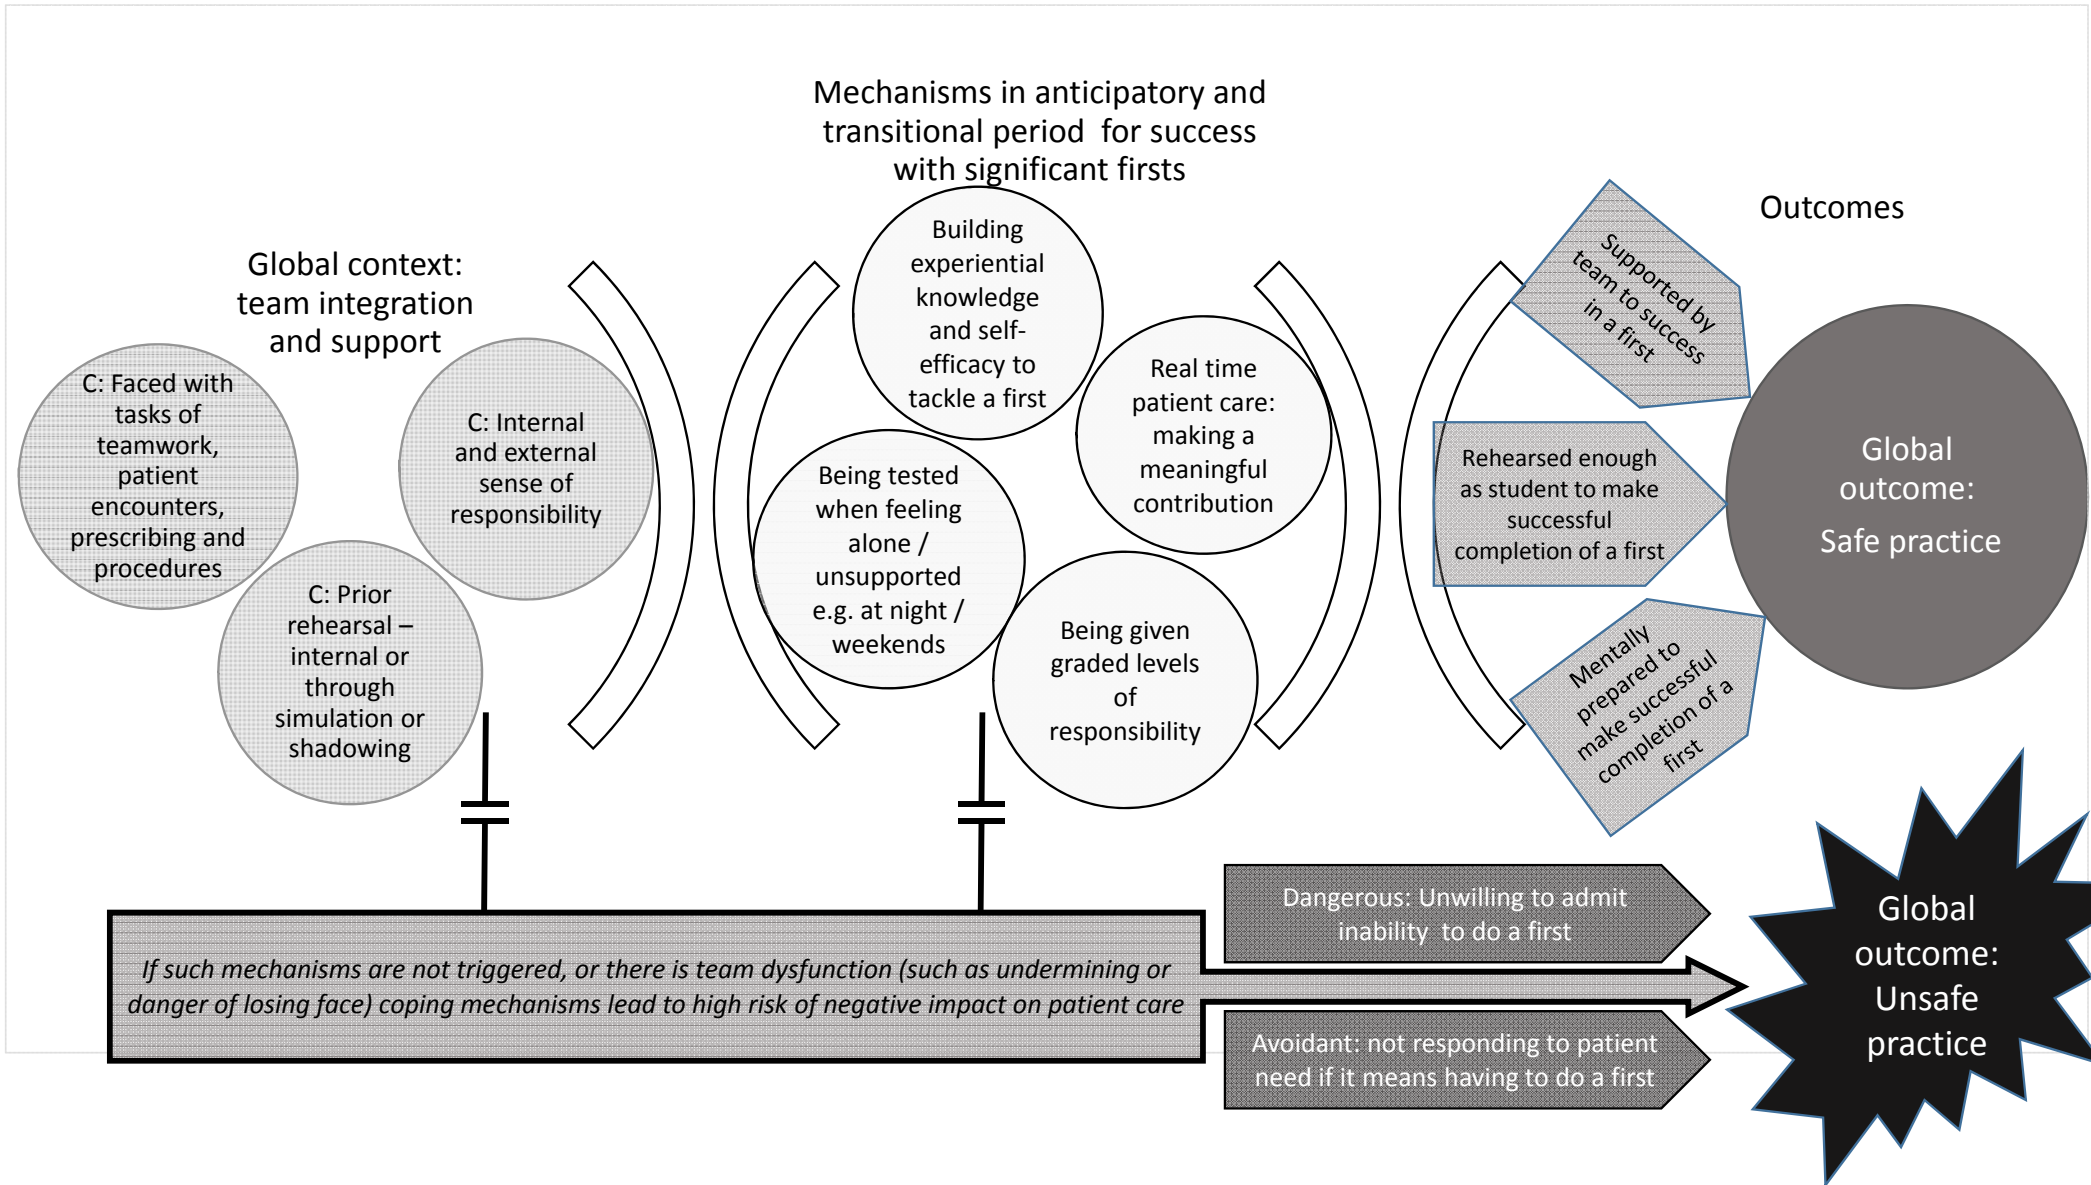 Mechanisms in anticipatory and
transitional period for success
with significant firsts
Global context:
team integration
and support
C: Faced with
tasks of
teamwork,
patient
encounters,
prescribing and
procedures
C: Prior
rehearsal –
internal or
through
simulation or
shadowing
C: Internal
and external
sense of
responsibility
Building
experiential
knowledge
and self-
efficacy to
tackle a first
Being tested
when feeling
alone /
unsupported
e.g. at night /
weekends
Real time
patient care:
making a
meaningful
contribution
Being given
graded levels
of
responsibility
Outcomes
Supported by
team to success
in a first
Rehearsed enough
as student to make
successful
completion of a first
Mentally
prepared to
make successful
completion of a
first
Global
outcome:
Safe practice
If such mechanisms are not triggered, or there is team dysfunction (such as undermining or
danger of losing face) coping mechanisms lead to high risk of negative impact on patient care
Dangerous: Unwilling to admit
inability to do a first
Avoidant: not responding to patient
need if it means having to do a first
Global
outcome:
Unsafe
practice